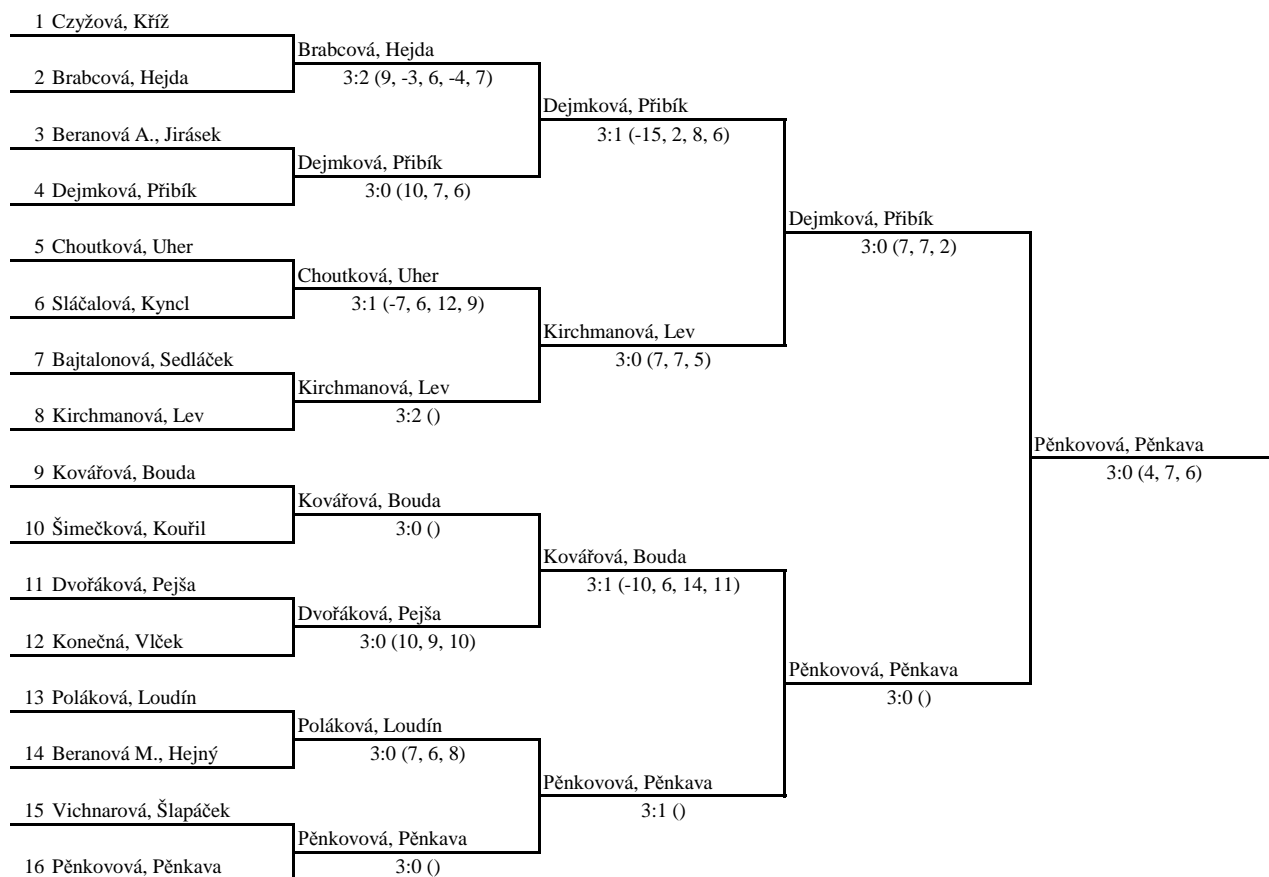 1 Czyžová, Kříž
Brabcová, Hejda
2 Brabcová, Hejda
3:2 (9, -3, 6, -4, 7)
Dejmková, Přibík
3 Beranová A., Jirásek
3:1 (-15, 2, 8, 6)
Dejmková, Přibík
4 Dejmková, Přibík
3:0 (10, 7, 6)
Dejmková, Přibík
5 Choutková, Uher
3:0 (7, 7, 2)
Choutková, Uher
6 Sláčalová, Kyncl
3:1 (-7, 6, 12, 9)
Kirchmanová, Lev
7 Bajtalonová, Sedláček
3:0 (7, 7, 5)
Kirchmanová, Lev
8 Kirchmanová, Lev
3:2 ()
Pěnkovová, Pěnkava
9 Kovářová, Bouda
3:0 (4, 7, 6)
Kovářová, Bouda
10 Šimečková, Kouřil
3:0 ()
Kovářová, Bouda
11 Dvořáková, Pejša
3:1 (-10, 6, 14, 11)
Dvořáková, Pejša
12 Konečná, Vlček
3:0 (10, 9, 10)
Pěnkovová, Pěnkava
13 Poláková, Loudín
3:0 ()
Poláková, Loudín
14 Beranová M., Hejný
3:0 (7, 6, 8)
Pěnkovová, Pěnkava
15 Vichnarová, Šlapáček
3:1 ()
Pěnkovová, Pěnkava
16 Pěnkovová, Pěnkava
3:0 ()